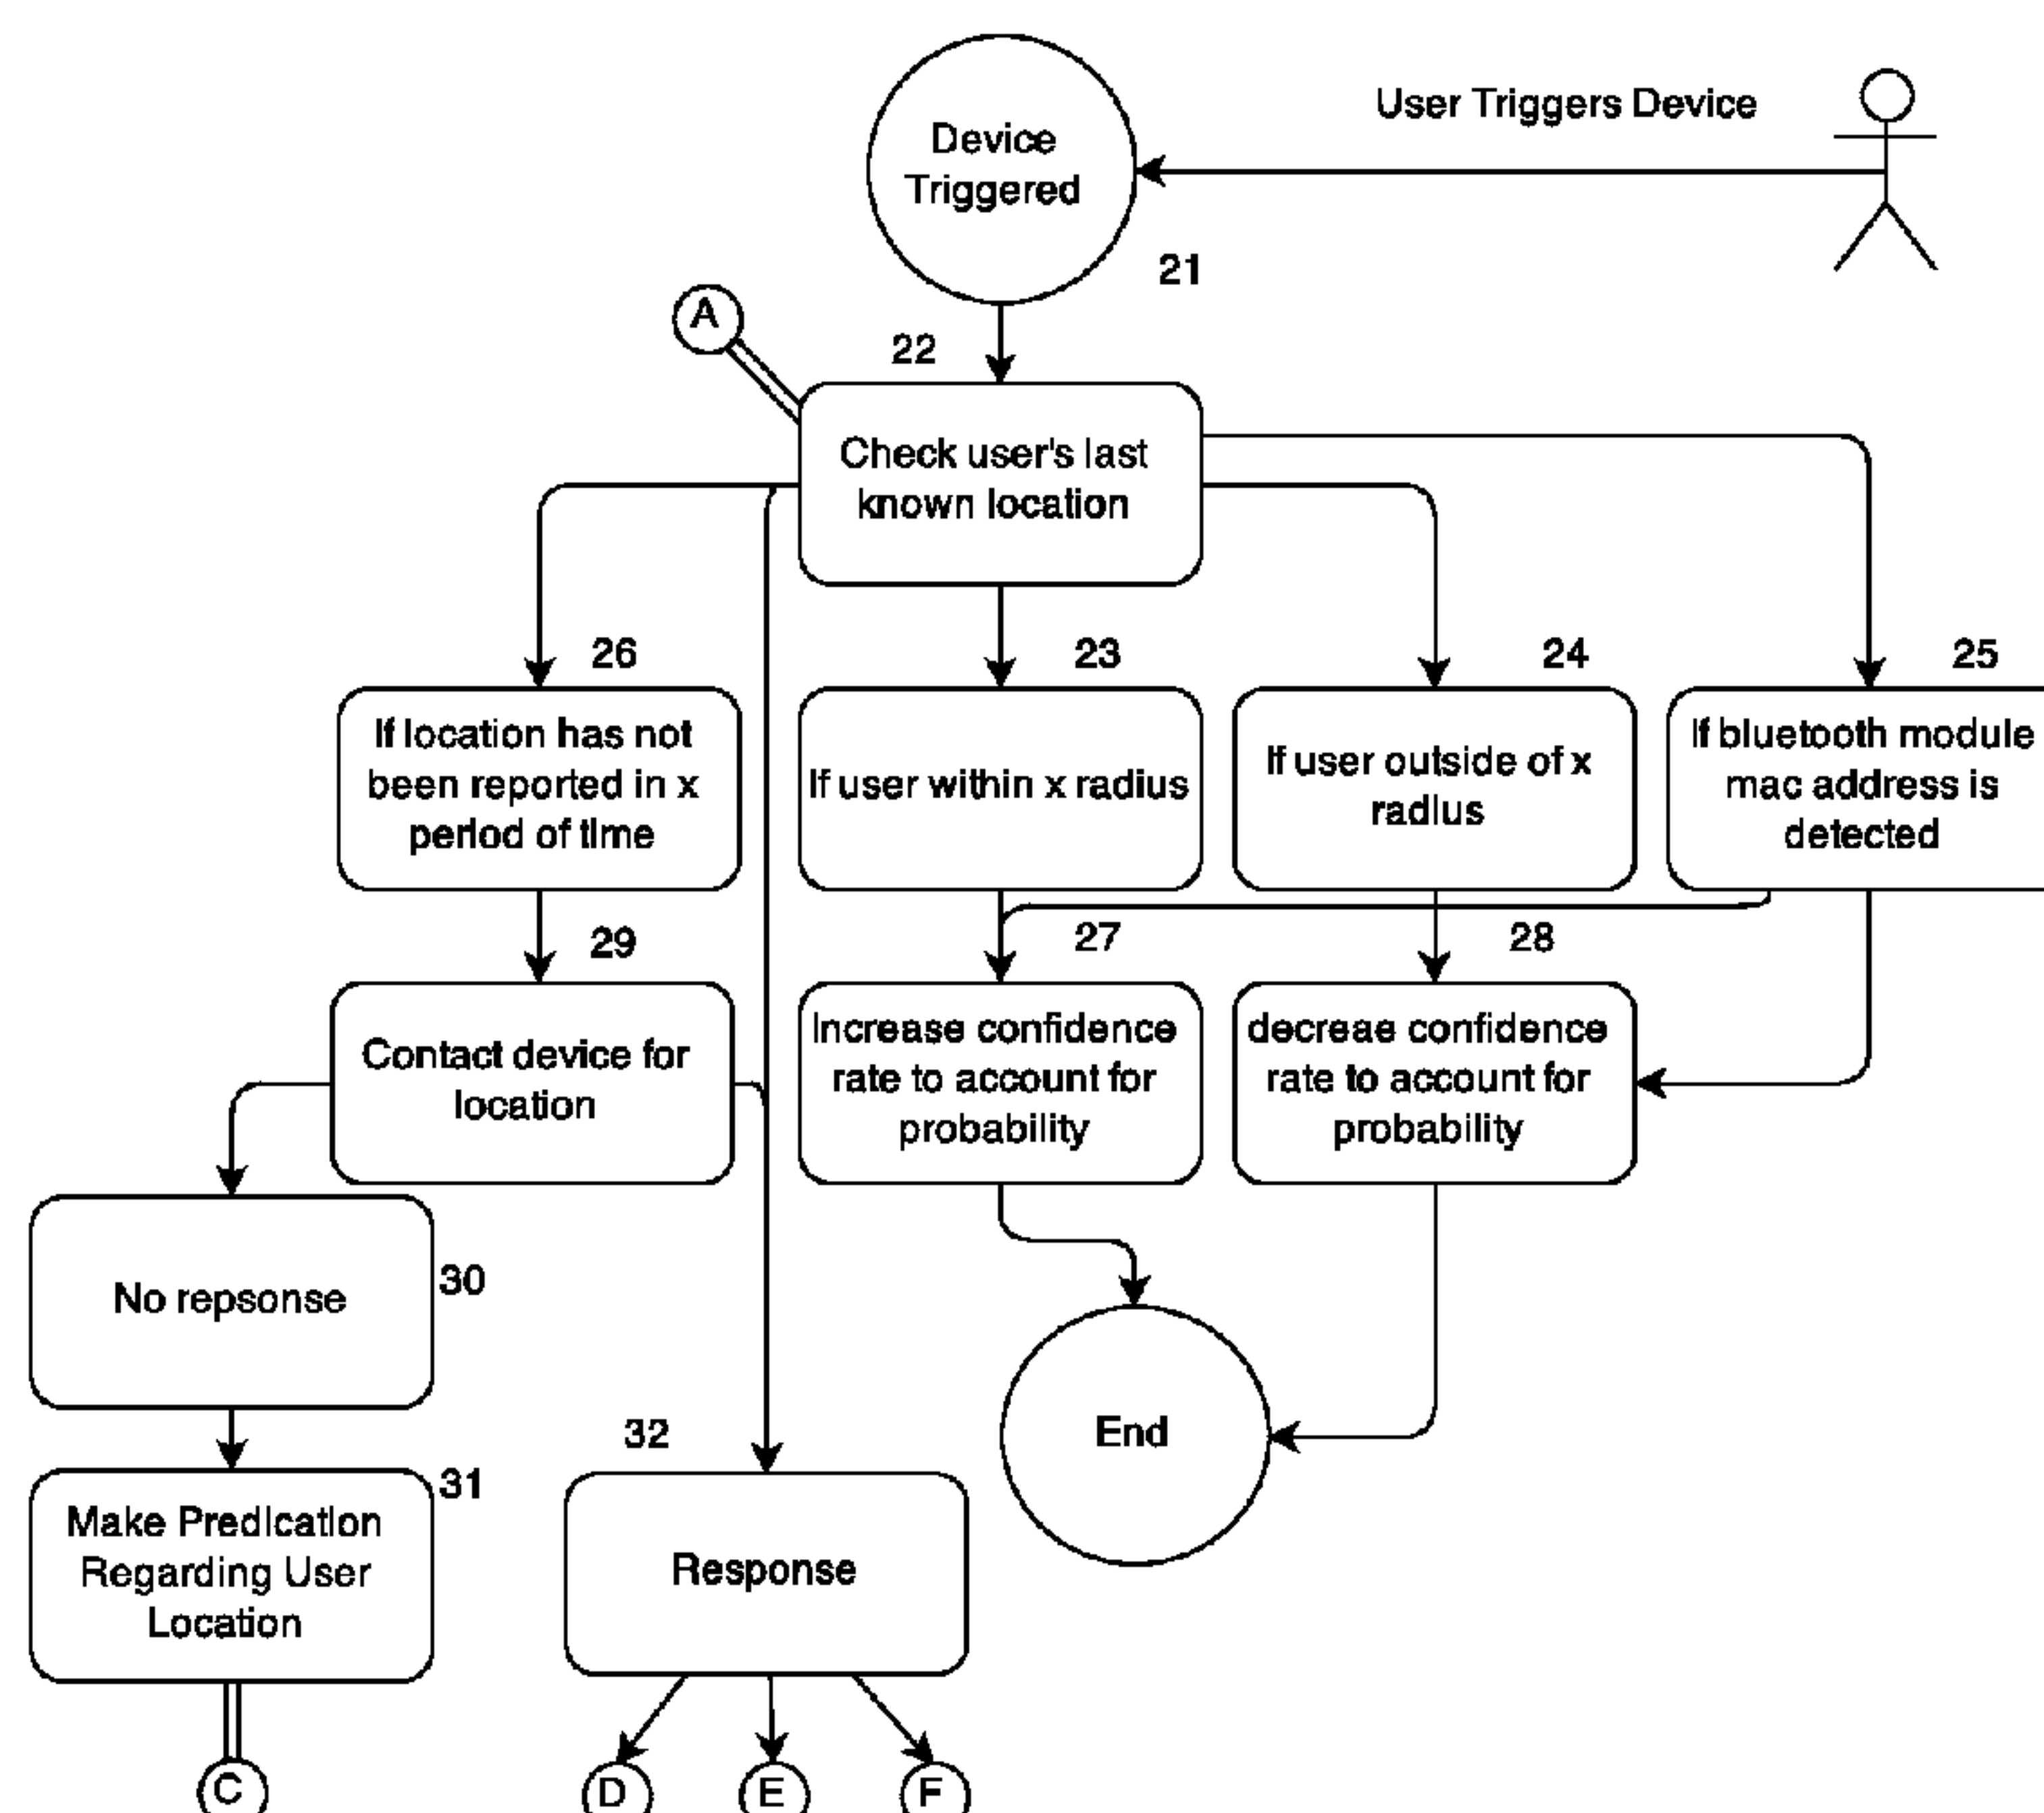 User Triggers Device
Device
Triggered
21
A
22
Check user's last
known location
26
23
24
25
If location has not
been reported in x
period of time
If user within x radius
If user outside of x
radius
If bluetooth module
mac address is
detected
29
27
28
Contact device for
location
Increase confidence
rate to account for
probability
decreae confidence
rate to account for
probability
No repsonse
30
End
32
31
Make Predication
Regarding User
Location
Response
C
D
E
F